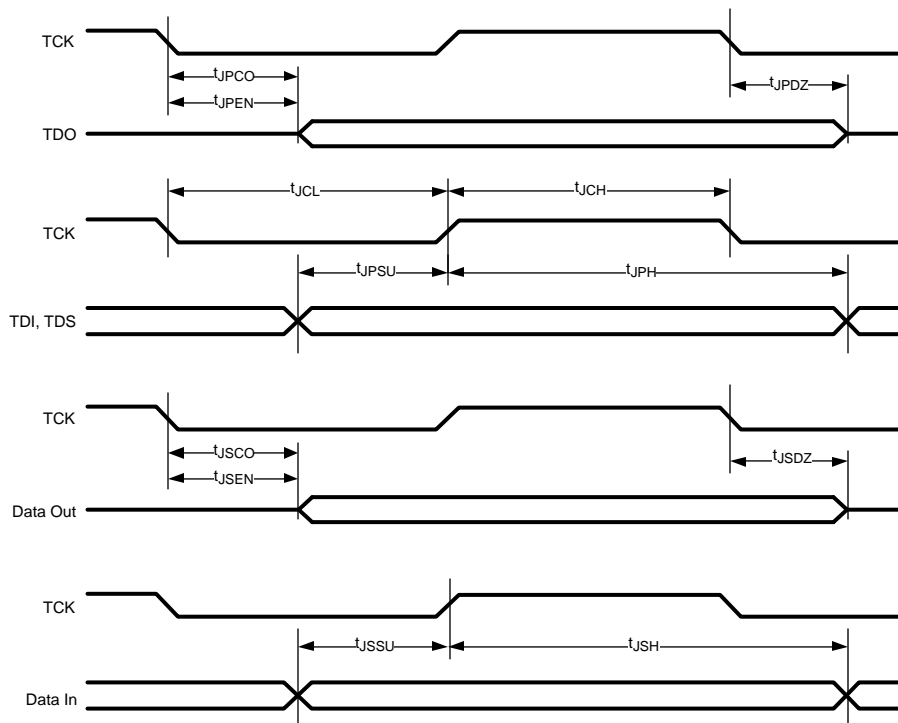 TCK
tJPCO
tJPEN
tJPDZ
TDO
tJCL
tJCH
TCK
tJPSU
tJPH
TDI, TDS
TCK
tJSCO
tJSEN
tJSDZ
Data Out
TCK
tJSSU
tJSH
Data In